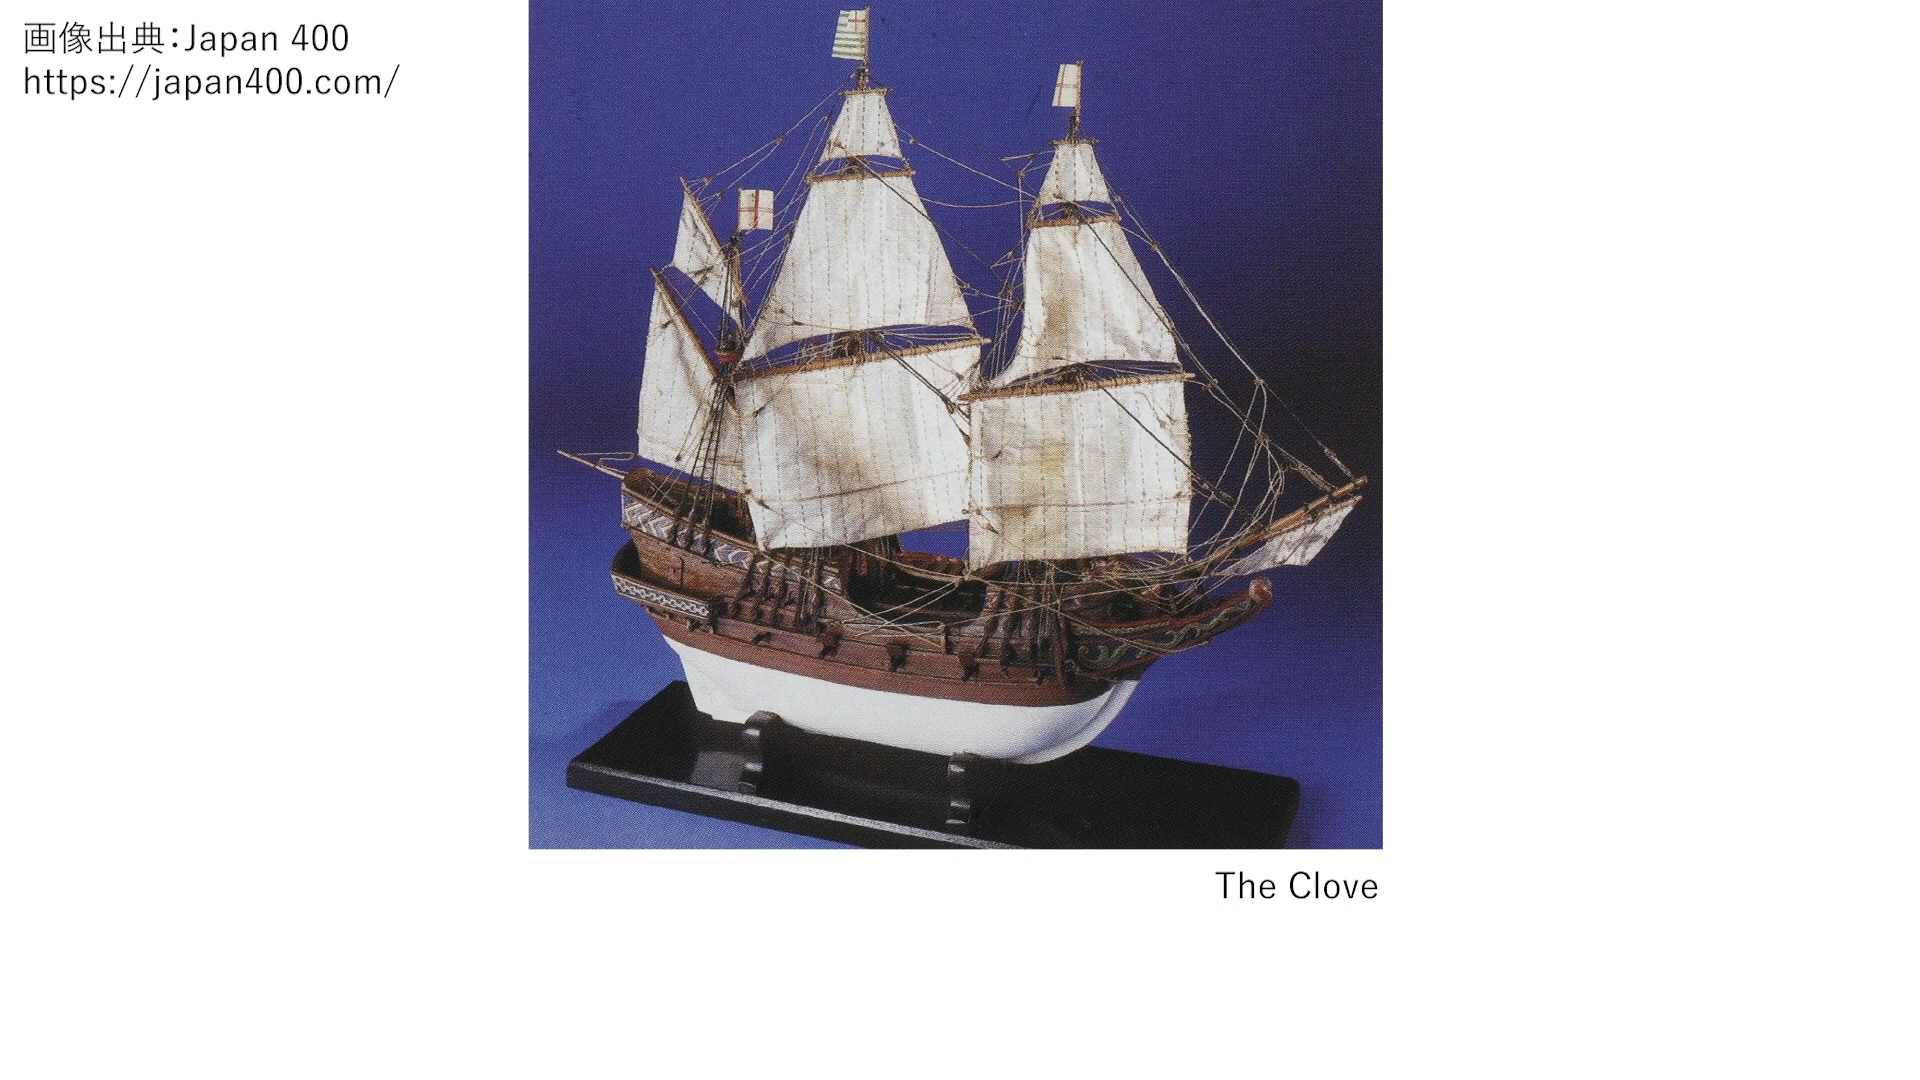 画像出典：Japan 400
https://japan400.com/
The Clove